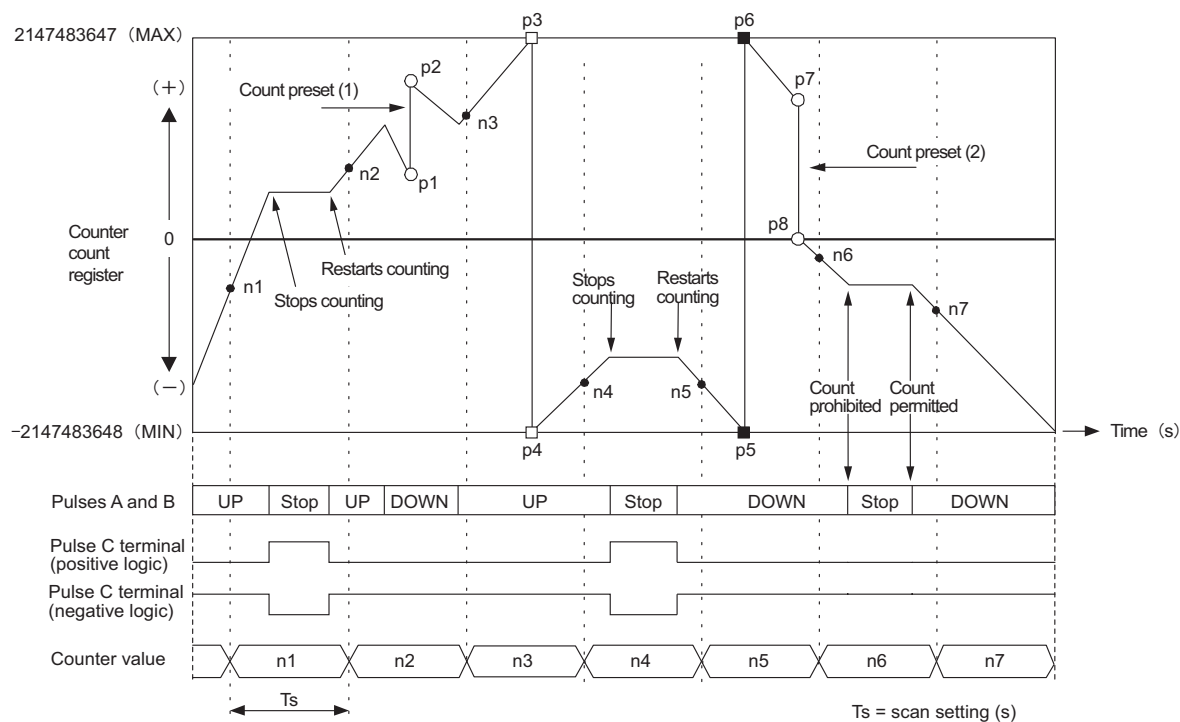 2147483647 (MAX)
p3
p6
(+)
p2
p7
Count preset (1)
n3
Count preset (2)
n2
p1
Counter
count
register
0
p8
n6
Restarts counting
n1
Stops counting
Stops
counting
Restarts
counting
n7
(−)
n4
n5
Count
prohibited
Count
permitted
−2147483648 (MIN)
p4
p5
Time (s)
Pulses A and B
UP
Stop
UP
DOWN
UP
Stop
DOWN
Stop
DOWN
Pulse C terminal
(positive logic)
Pulse C terminal
(negative logic)
Counter value
n1
n2
n3
n4
n5
n6
n7
Ts
Ts = scan setting (s)